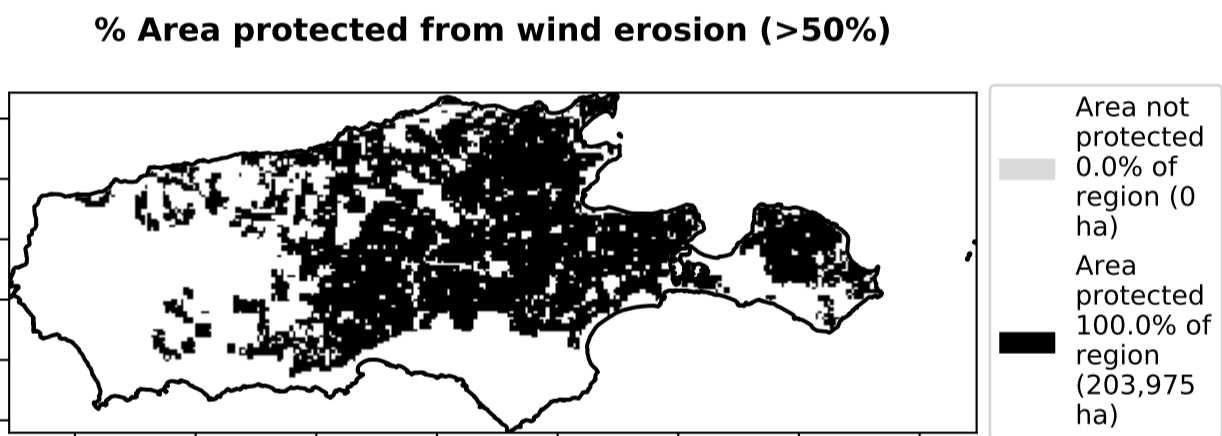 % Area protected from wind erosion (>50%)
Area not
protected
0.0% of
region (0
ha)
Area
protected
100.0% of
region
(203,975
ha)